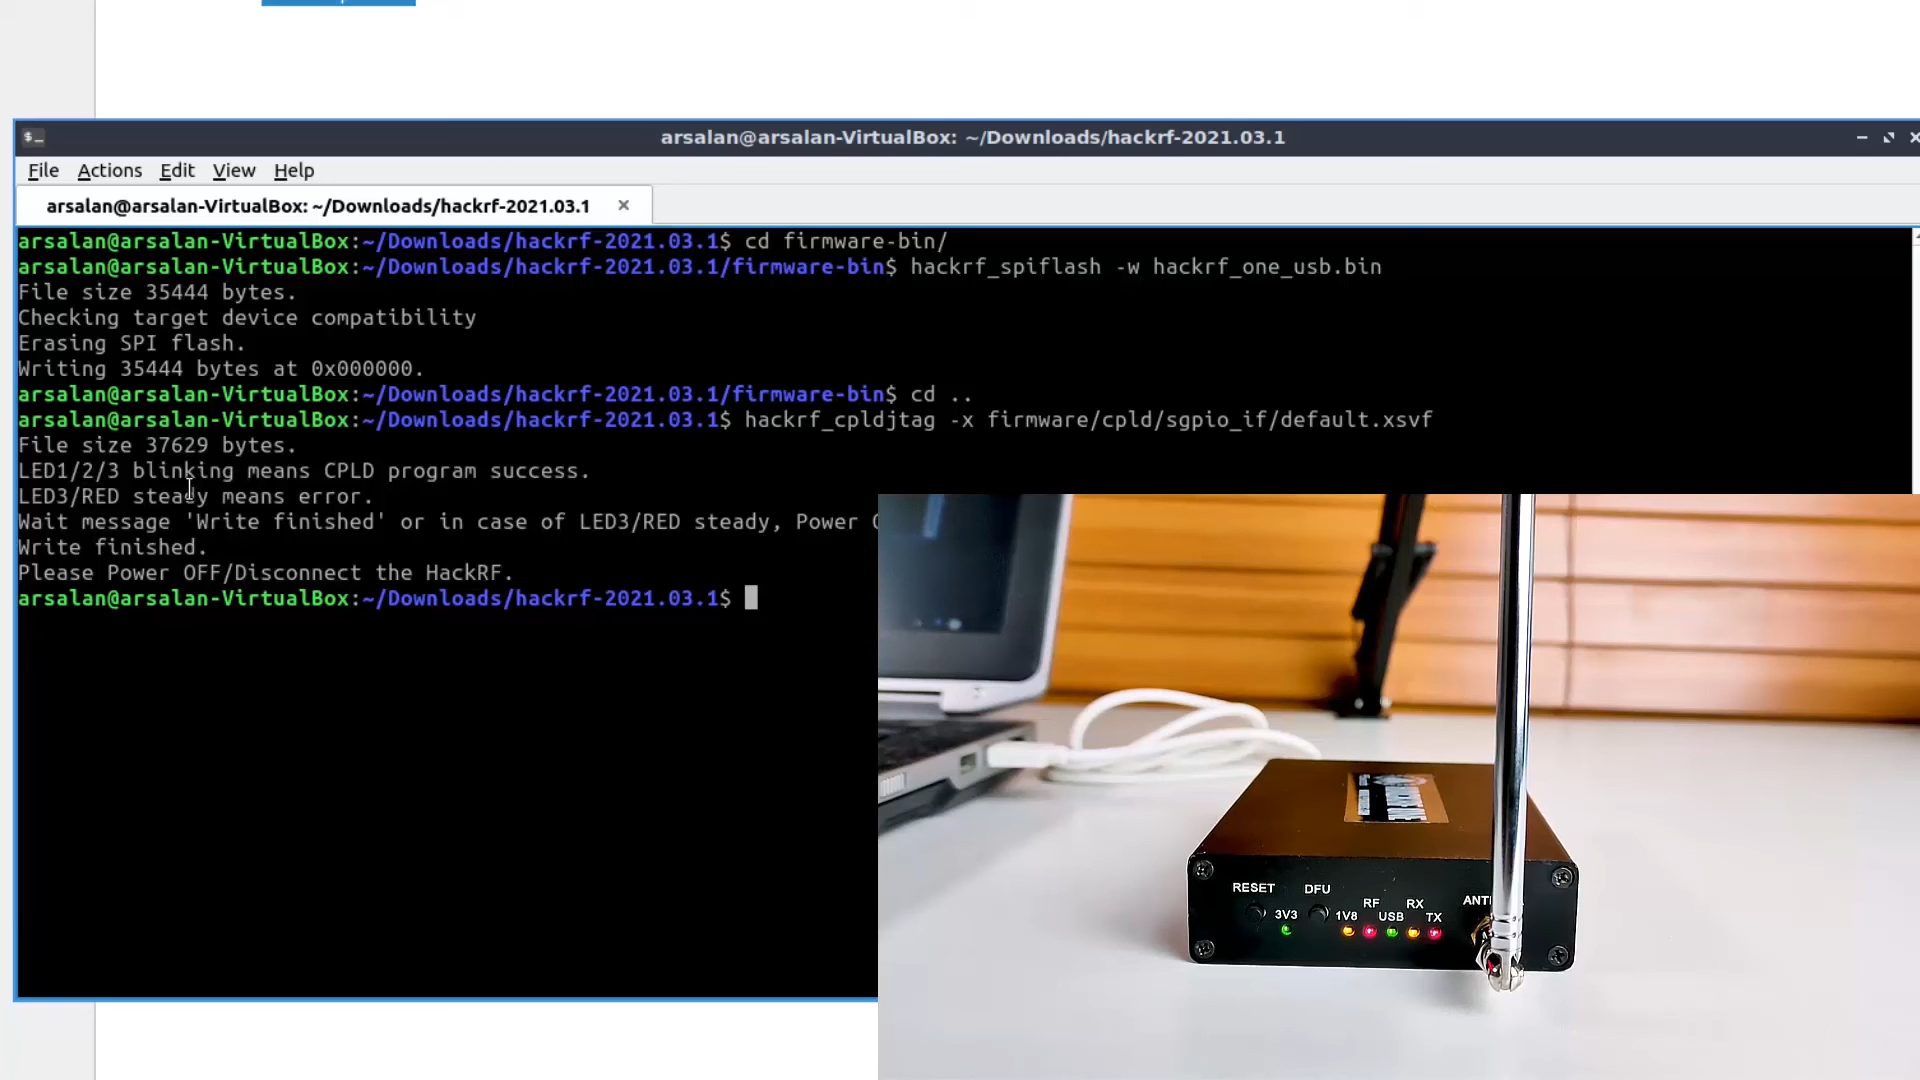 arsalan@arsalan-VirtualBox: ~/Downloads/hackrf-2021.03.1
File Actions Edit View Help
arsalan@arsalan-VirtualBox: ~/Downloads/hackrf-2021.03.1
arsalan@arsalan-VirtualBox:~/Downloads/hackrf-2021.03.1$ cd firmware-bin/
arsalan@arsalan-VirtualBox:~/Downloads/hackrf-2021.03.1/firmware-bin$ hackrf_spiflash -w hackrf_one_usb.bin
File size 35444 bytes.
Checking target device compatibility
Erasing SPI flash.
Writing 35444 bytes at 0x000000.
arsalan@arsalan-VirtualBox:~/Downloads/hackrf-2021.03.1/firmware-bin$ cd ..
arsalan@arsalan-VirtualBox:~/Downloads/hackrf-2021.03.1$ hackrf_cpldjtag -x firmware/cpld/sgpio_if/default.xsvf
File size 37629 bytes.
LED1/2/3 blinking means CPLD program success.
LED3/RED steady means error.
Wait message 'Write finished' or in case of LED3/RED steady, Power
Write finished.
Please Power OFF/Disconnect the HackRF.
arsalan@arsalan-VirtualBox:~/Downloads/hackrf-2021.03.1$
RESET DFU
RF RX ANT
3V3 1V8 USB TX